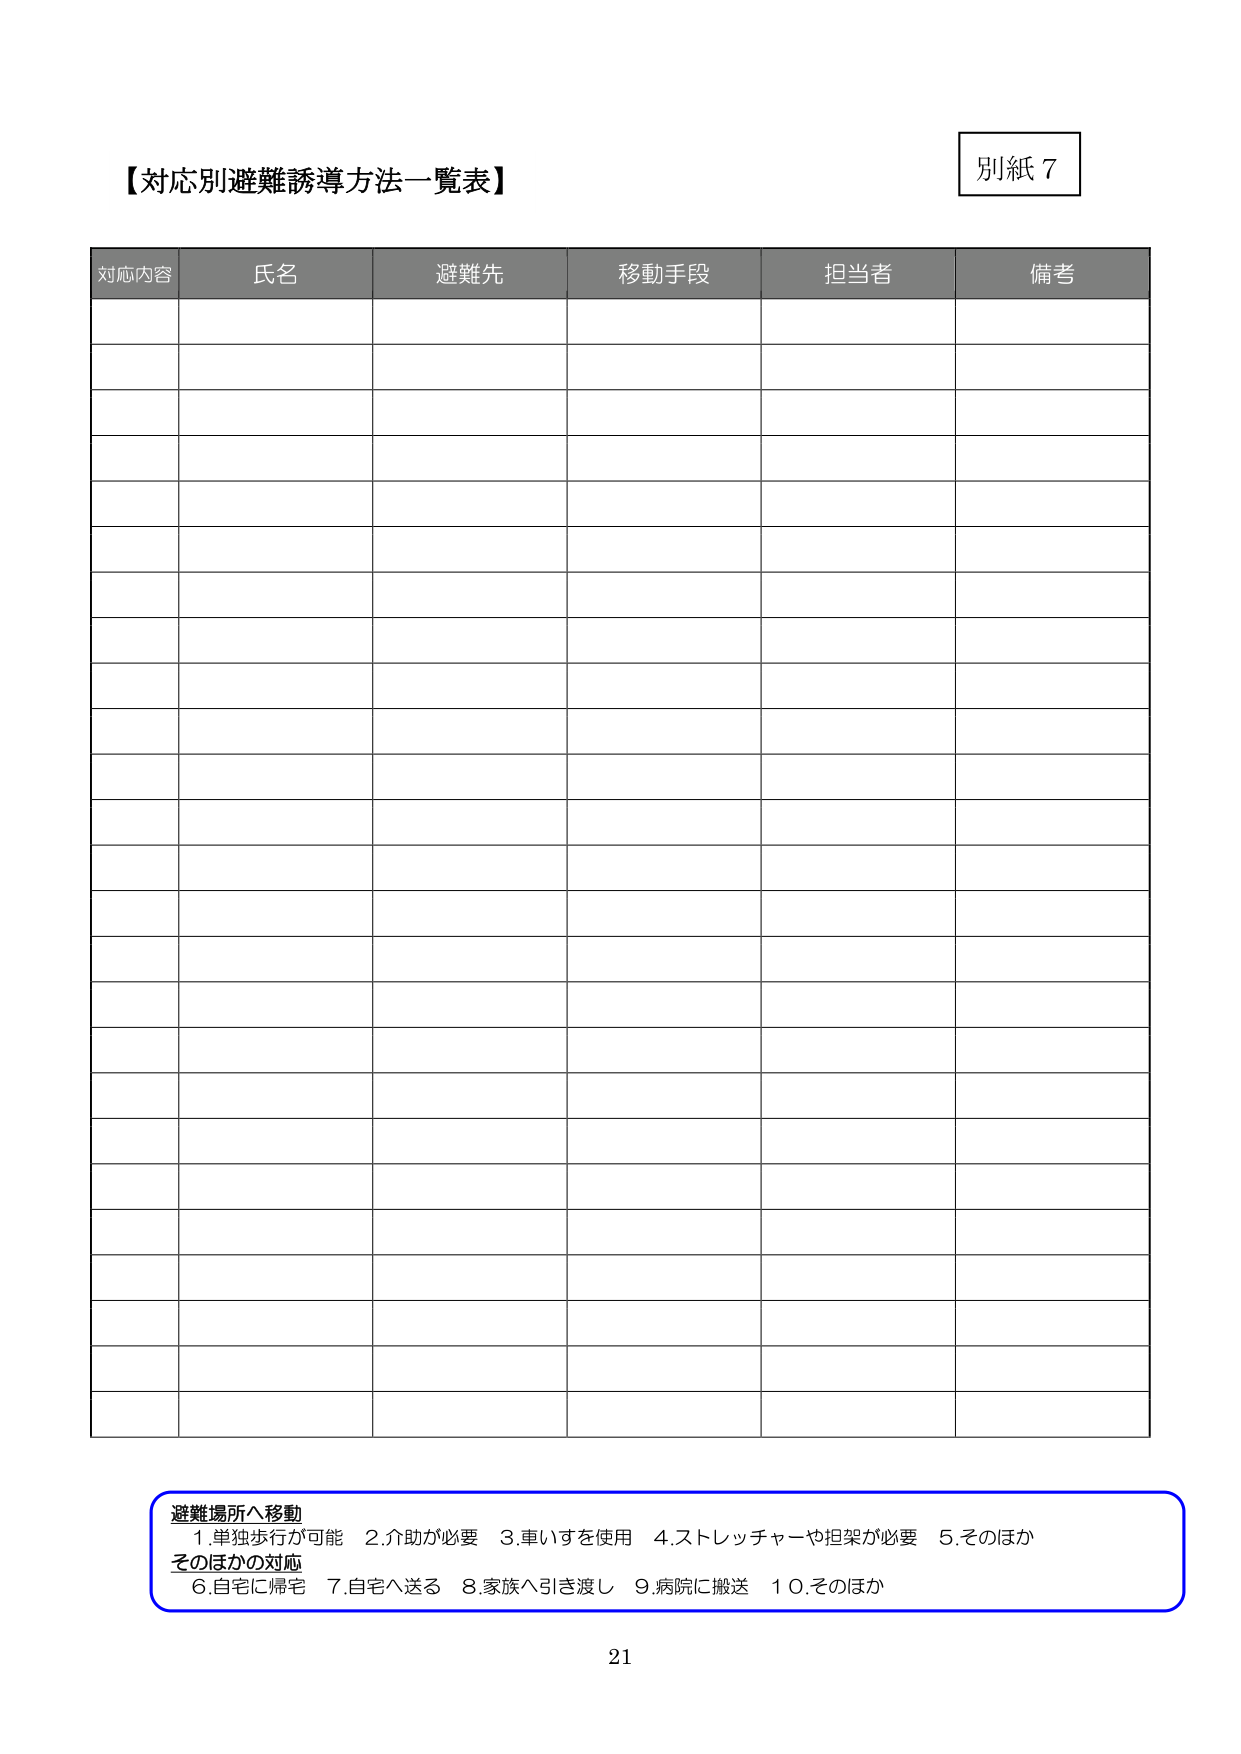 別紙７
【対応別避難誘導方法一覧表】
対応内容 氏名 避難先 移動手段 担当者 備考
避難場所へ移動
１.単独歩行が可能　２.介助が必要　３.車いすを使用　４.ストレッチャーや担架が必要　５.そのほか
そのほかの対応
６.自宅に帰宅　７.自宅へ送る　８.家族へ引き渡し　９.病院に搬送　１０.そのほか
21